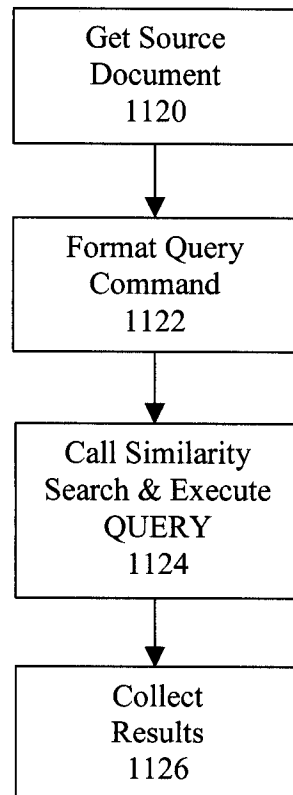 Get Source
Document
1120
Format Query
Command
1122
Call Similarity
Search & Execute
QUERY
1124
Collect
Results
1126